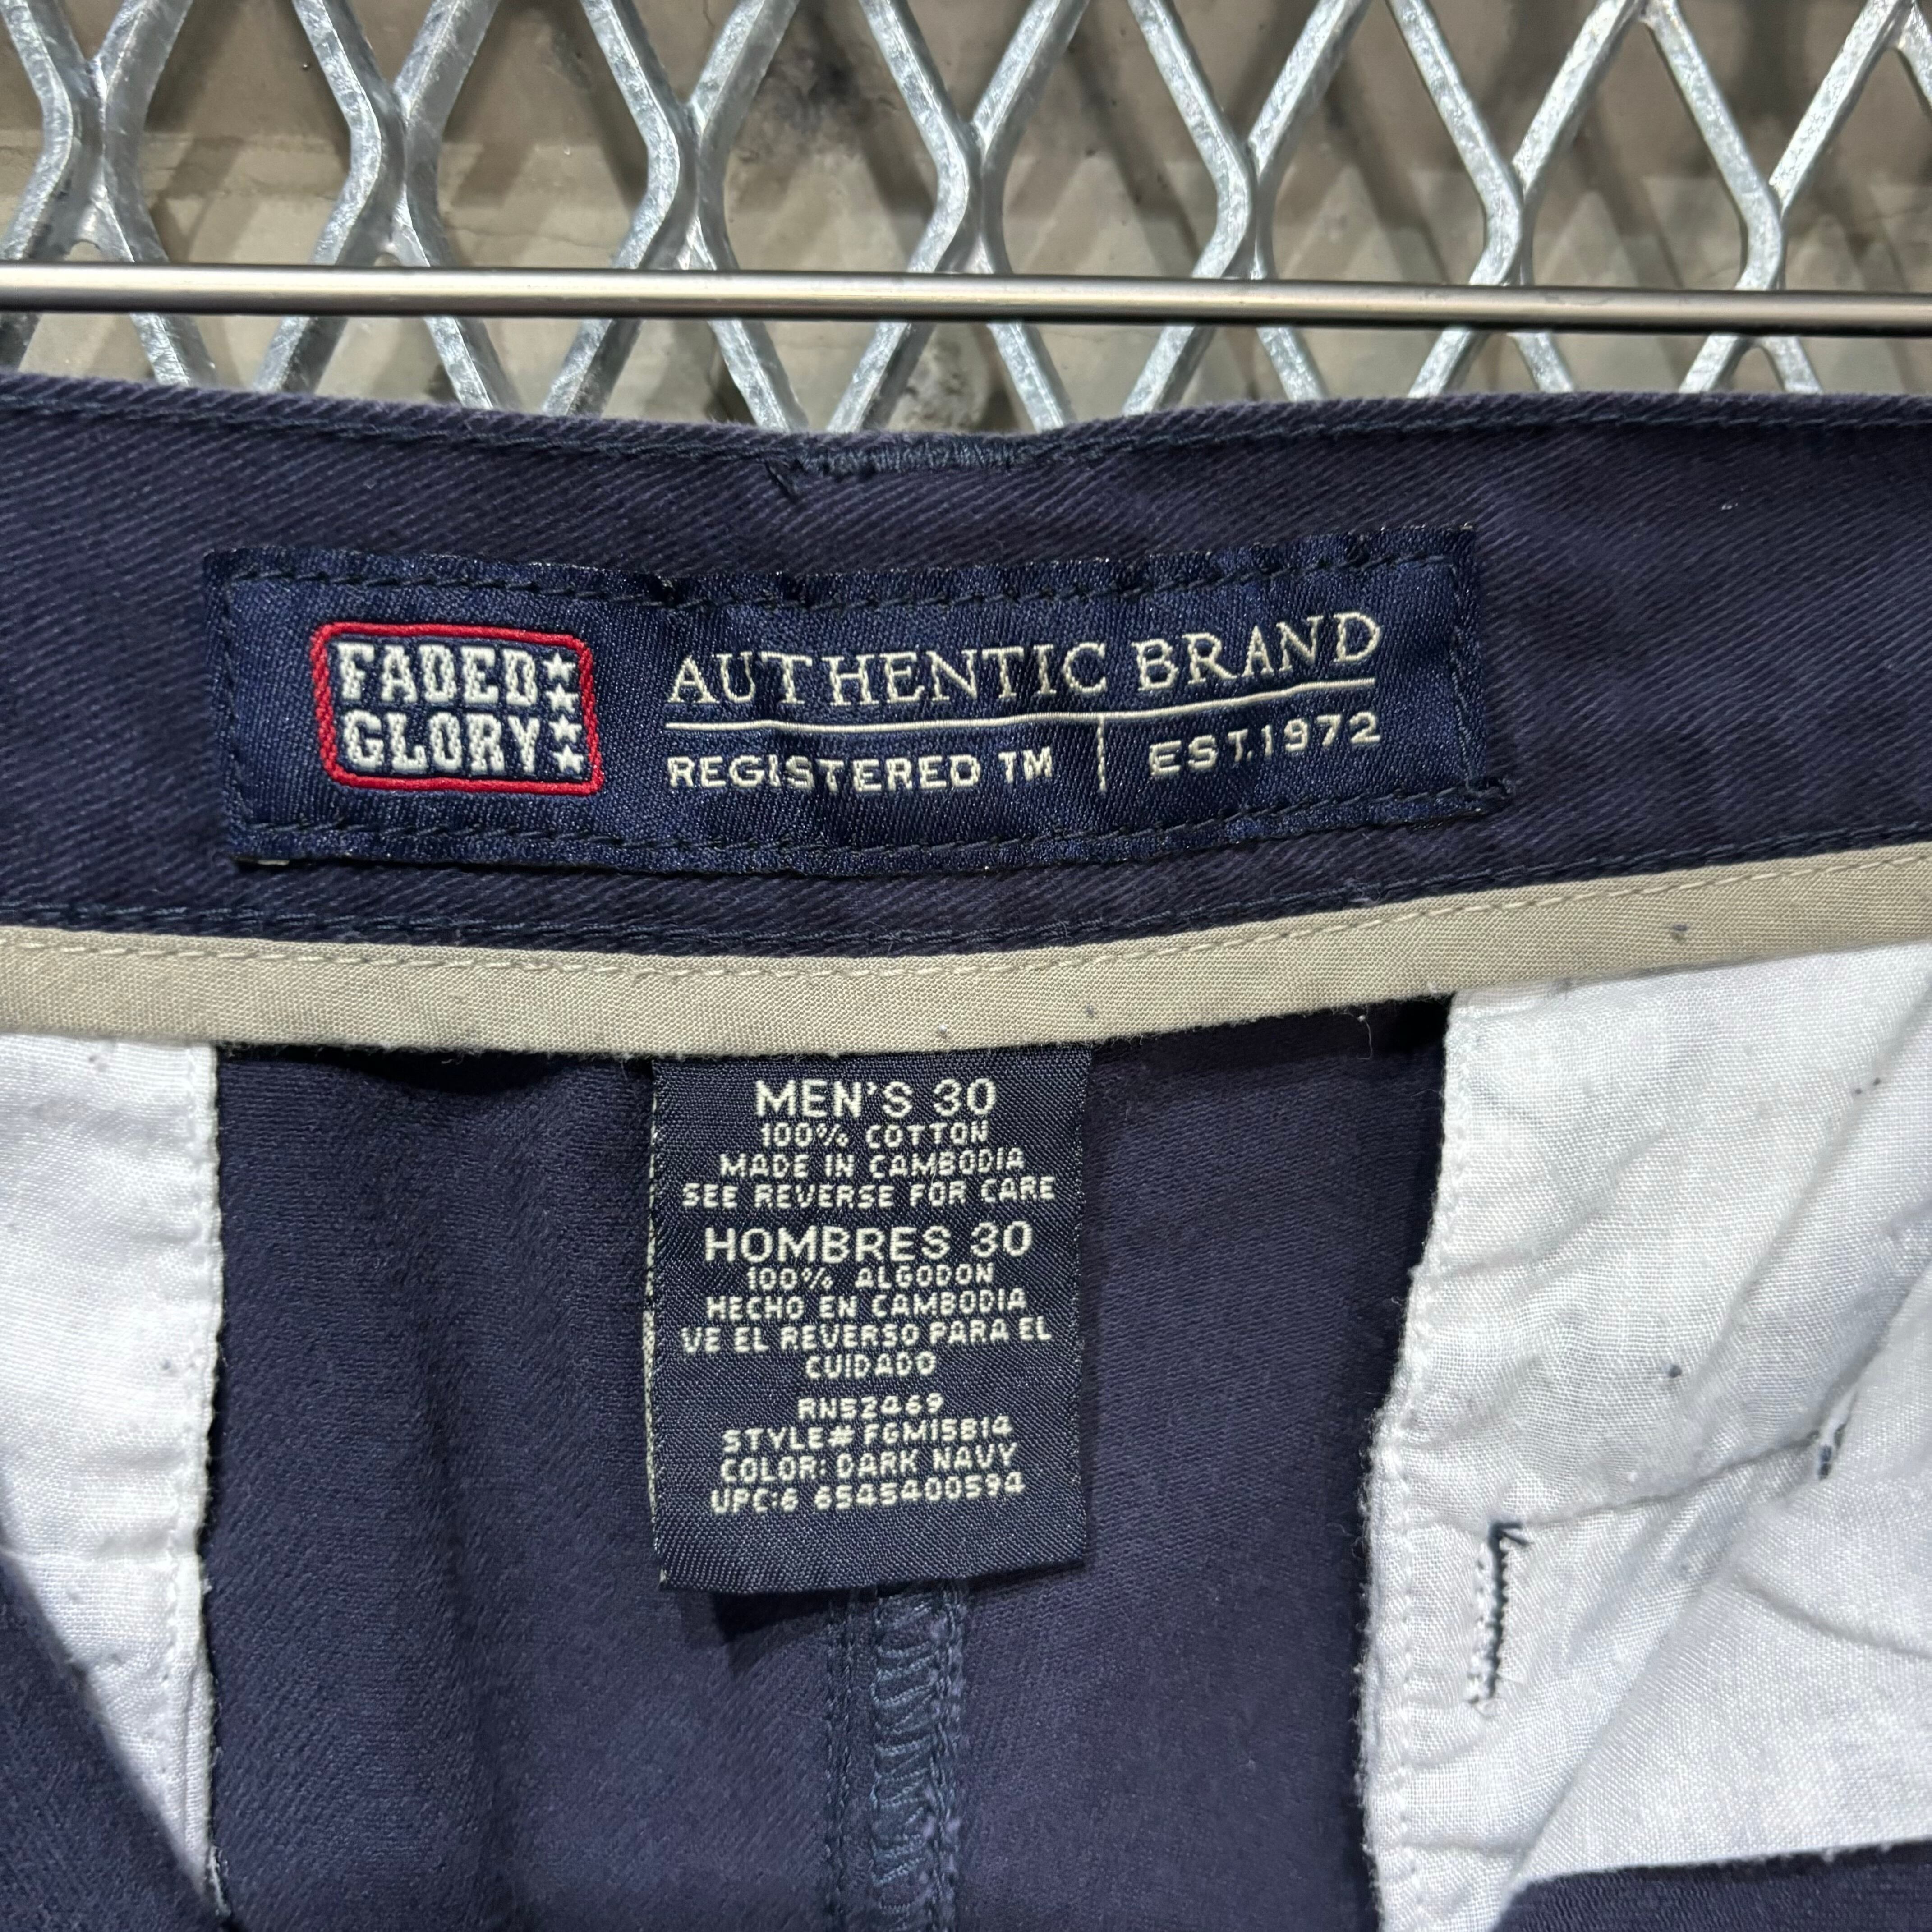 FADED
GLORY
AUTHENTIC BRAND
REGISTERED TM | EST.1972
MEN'S 30
100% COTTON
MADE IN CAMBODIA
SEE REVERSE FOR CARE
HOMBRES 30
100% ALGODON
HECHO EN CAMBODIA
VE EL REVERSO PARA EL
CUIDADO
RN52469
STYLE# FGM15814
COLOR: DARK NAVY
UPC:6 6545400594